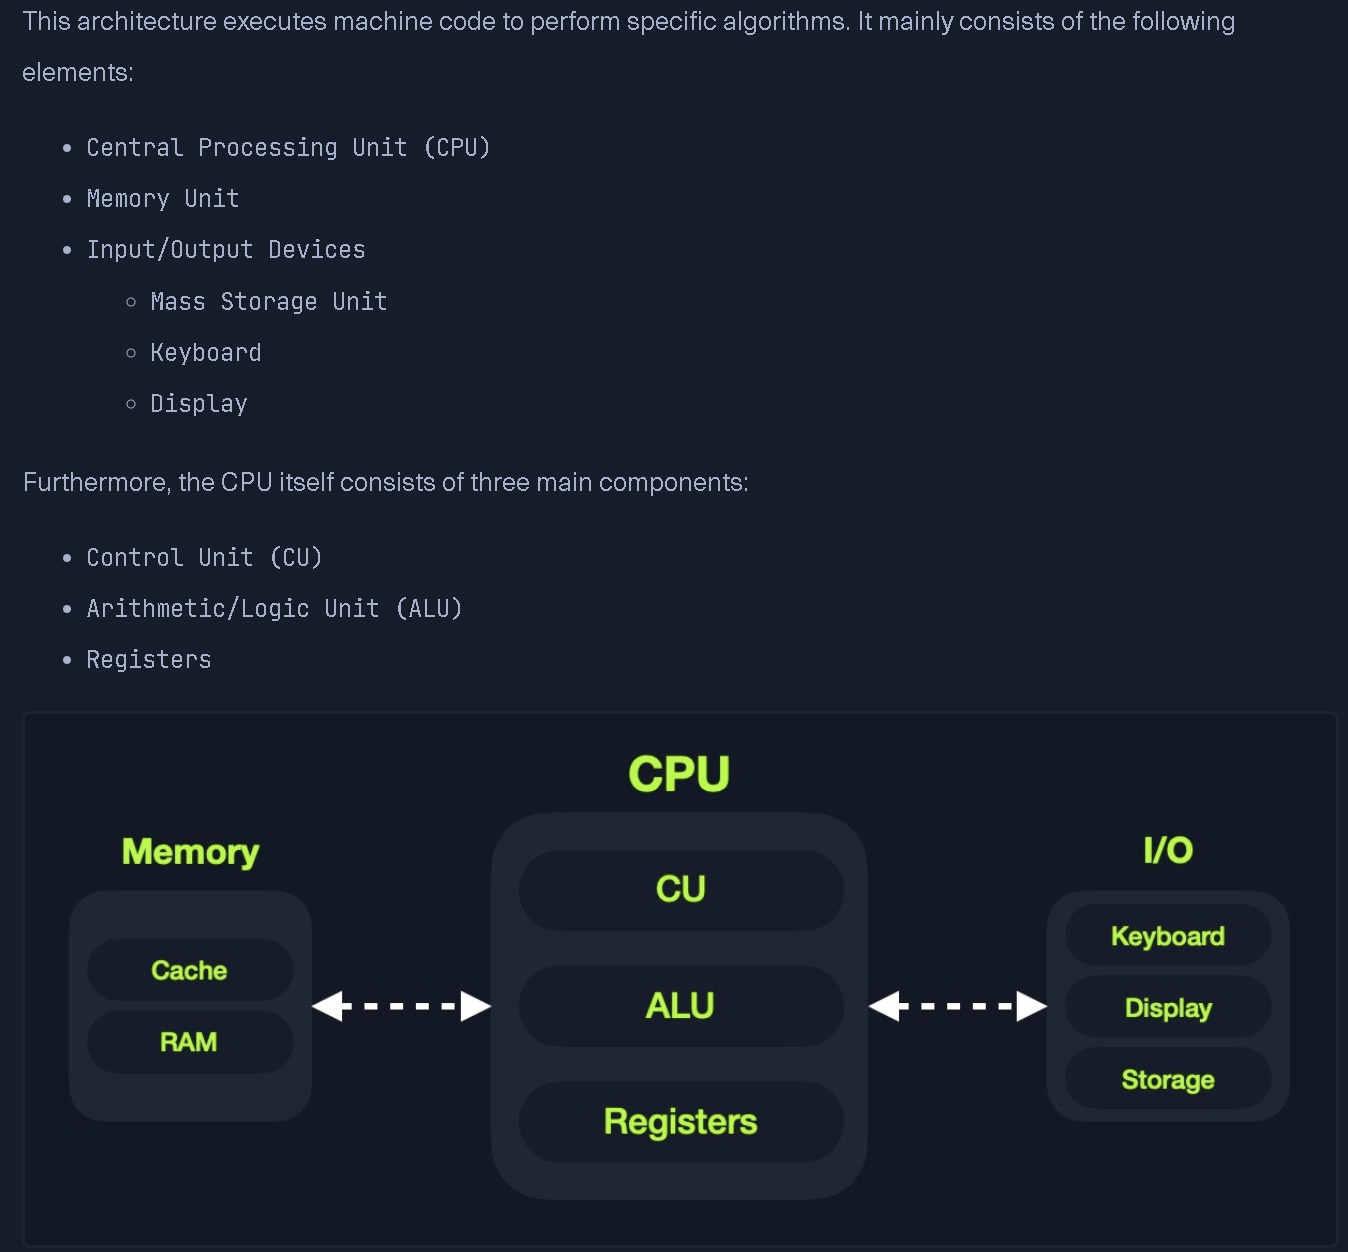 This architecture executes machine code to perform specific algorithms. It mainly consists of the following
elements:
Central Processing Unit (CPU)
Memory Unit
Input/Output Devices
Mass Storage Unit
Keyboard
Display
Furthermore, the CPU itself consists of three main components:
Control Unit (CU)
Arithmetic/Logic Unit (ALU)
Registers
CPU
Memory
I/O
CU
Cache
Keyboard
ALU
Display
RAM
Storage
Registers